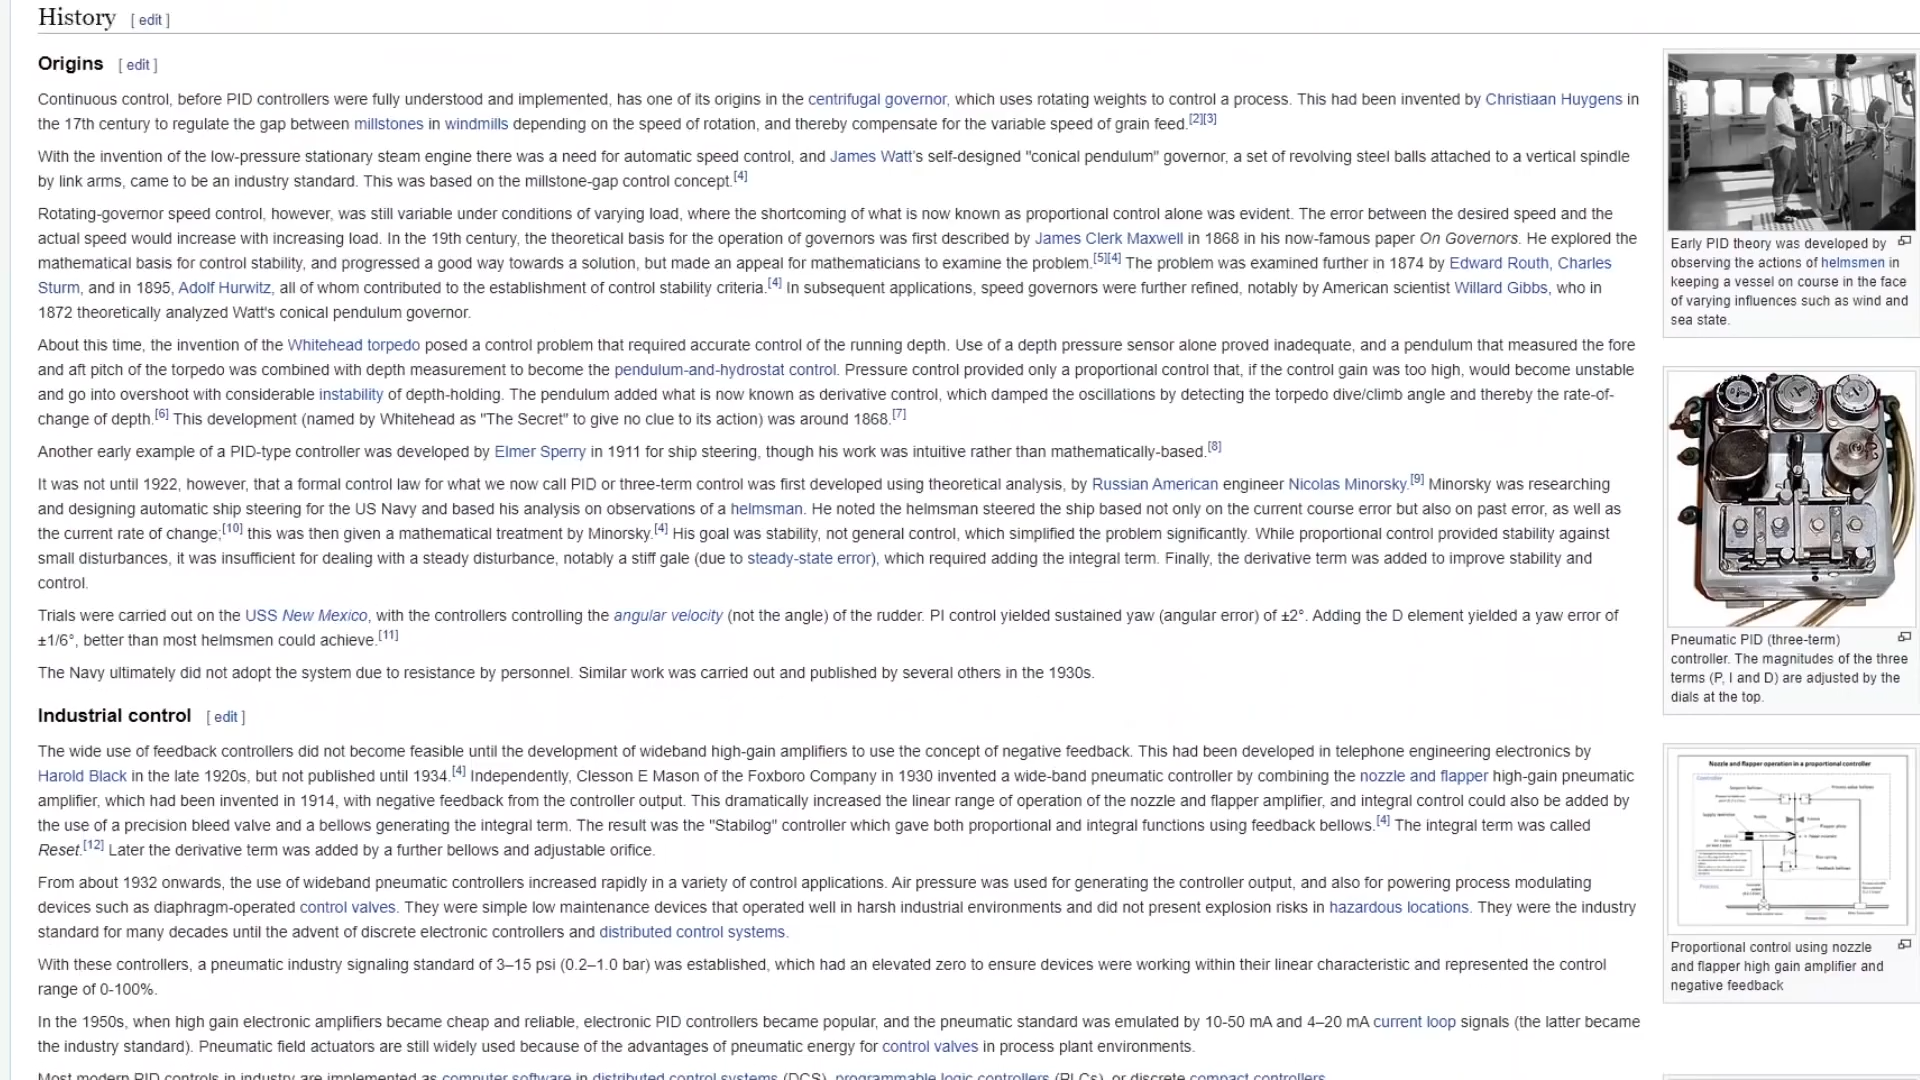 History [ edit ]
Origins [ edit ]
Continuous control, before PID controllers were fully understood and implemented, has one of its origins in the centrifugal governor, which uses rotating weights to control a process. This had been invented by Christiaan Huygens in
the 17th century to regulate the gap between millstones in windmills depending on the speed of rotation, and thereby compensate for the variable speed of grain feed.[2][3]
With the invention of the low-pressure stationary steam engine there was a need for automatic speed control, and James Watt's self-designed "conical pendulum" governor, a set of revolving steel balls attached to a vertical spindle
by link arms, came to be an industry standard. This was based on the millstone-gap control concept.[4]
Rotating-governor speed control, however, was still variable under conditions of varying load, where the shortcoming of what is now known as proportional control alone was evident. The error between the desired speed and the
actual speed would increase with increasing load. In the 19th century, the theoretical basis for the operation of governors was first described by James Clerk Maxwell in 1868 in his now-famous paper On Governors. He explored the
mathematical basis for control stability, and progressed a good way towards a solution, but made an appeal for mathematicians to examine the problem.[5][4] The problem was examined further in 1874 by Edward Routh, Charles
Sturm, and in 1895, Adolf Hurwitz, all of whom contributed to the establishment of control stability criteria.[4] In subsequent applications, speed governors were further refined, notably by American scientist Willard Gibbs, who in
1872 theoretically analyzed Watt's conical pendulum governor.
About this time, the invention of the Whitehead torpedo posed a control problem that required accurate control of the running depth. Use of a depth pressure sensor alone proved inadequate, and a pendulum that measured the fore
and aft pitch of the torpedo was combined with depth measurement to become the pendulum-and-hydrostat control. Pressure control provided only a proportional control that, if the control gain was too high, would become unstable
and go into overshoot with considerable instability of depth-holding. The pendulum added what is now known as derivative control, which damped the oscillations by detecting the torpedo dive/climb angle and thereby the rate-of-
change of depth.[6] This development (named by Whitehead as "The Secret" to give no clue to its action) was around 1868.[7]
Another early example of a PID-type controller was developed by Elmer Sperry in 1911 for ship steering, though his work was intuitive rather than mathematically-based.[8]
It was not until 1922, however, that a formal control law for what we now call PID or three-term control was first developed using theoretical analysis, by Russian American engineer Nicolas Minorsky.[9] Minorsky was researching
and designing automatic ship steering for the US Navy and based his analysis on observations of a helmsman. He noted the helmsman steered the ship based not only on the current course error but also on past error, as well as
the current rate of change;[10] this was then given a mathematical treatment by Minorsky.[4] His goal was stability, not general control, which simplified the problem significantly. While proportional control provided stability against
small disturbances, it was insufficient for dealing with a steady disturbance, notably a stiff gale (due to steady-state error), which required adding the integral term. Finally, the derivative term was added to improve stability and
control.
Trials were carried out on the USS New Mexico, with the controllers controlling the angular velocity (not the angle) of the rudder. PI control yielded sustained yaw (angular error) of ±2°. Adding the D element yielded a yaw error of
±1/6°, better than most helmsmen could achieve.[11]
The Navy ultimately did not adopt the system due to resistance by personnel. Similar work was carried out and published by several others in the 1930s.
Industrial control [ edit ]
The wide use of feedback controllers did not become feasible until the development of wideband high-gain amplifiers to use the concept of negative feedback. This had been developed in telephone engineering electronics by
Harold Black in the late 1920s, but not published until 1934.[4] Independently, Clesson E Mason of the Foxboro Company in 1930 invented a wide-band pneumatic controller by combining the nozzle and flapper high-gain pneumatic
amplifier, which had been invented in 1914, with negative feedback from the controller output. This dramatically increased the linear range of operation of the nozzle and flapper amplifier, and integral control could also be added by
the use of a precision bleed valve and a bellows generating the integral term. The result was the "Stabilog" controller which gave both proportional and integral functions using feedback bellows.[4] The integral term was called
Reset.[12] Later the derivative term was added by a further bellows and adjustable orifice.
From about 1932 onwards, the use of wideband pneumatic controllers increased rapidly in a variety of control applications. Air pressure was used for generating the controller output, and also for powering process modulating
devices such as diaphragm-operated control valves. They were simple low maintenance devices that operated well in harsh industrial environments and did not present explosion risks in hazardous locations. They were the industry
standard for many decades until the advent of discrete electronic controllers and distributed control systems.
With these controllers, a pneumatic industry signaling standard of 3–15 psi (0.2–1.0 bar) was established, which had an elevated zero to ensure devices were working within their linear characteristic and represented the control
range of 0-100%.
In the 1950s, when high gain electronic amplifiers became cheap and reliable, electronic PID controllers became popular, and the pneumatic standard was emulated by 10-50 mA and 4–20 mA current loop signals (the latter became
the industry standard). Pneumatic field actuators are still widely used because of the advantages of pneumatic energy for control valves in process plant environments.
Most modern PID controls in industry are implemented as computer software in distributed control systems (DCS), programmable logic controllers (PLCs), or discrete compact controllers.
Early PID theory was developed by
observing the actions of helmsmen in
keeping a vessel on course in the face
of varying influences such as wind and
sea state.
Pneumatic PID (three-term)
controller. The magnitudes of the three
terms (P, I and D) are adjusted by the
dials at the top.
Nozzle and flapper operation in a proportional controller
Controller
Process
Proportional control using nozzle
and flapper high gain amplifier and
negative feedback